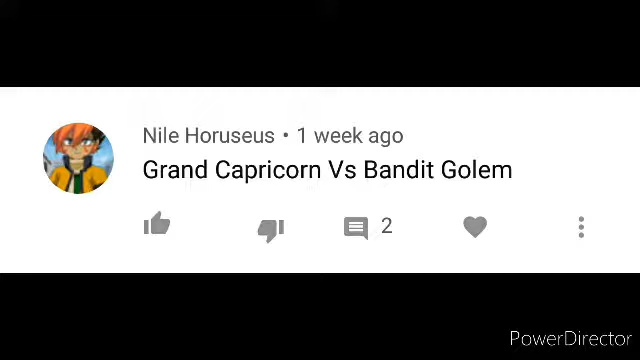 Nile Horuseus • 1 week ago
Grand Capricorn Vs Bandit Golem
2
PowerDirector